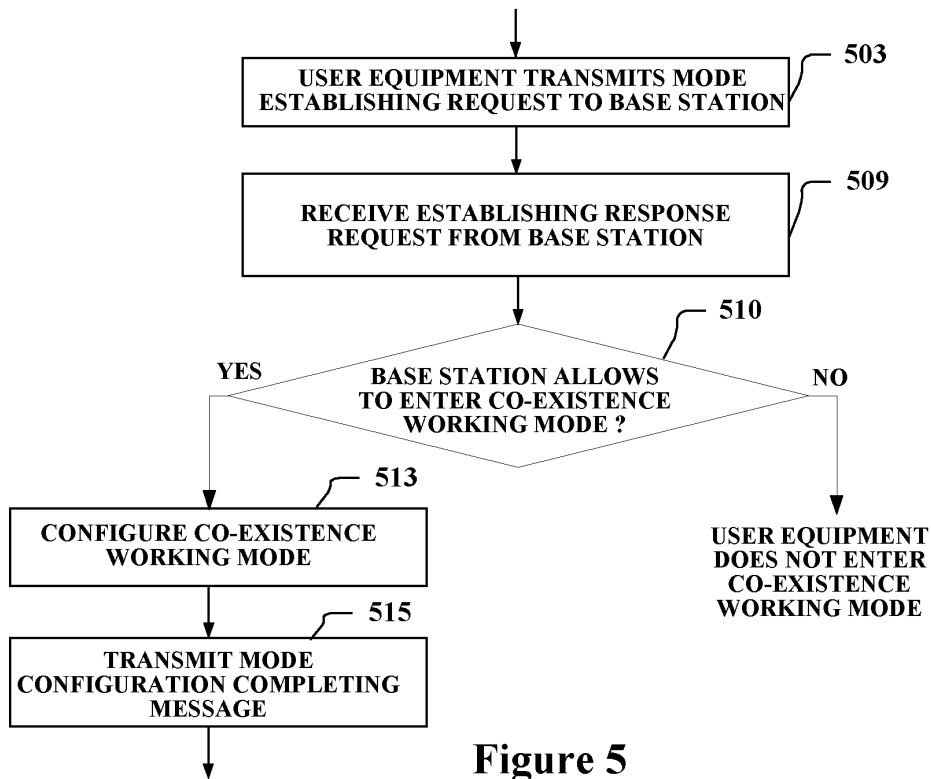 503
USER EQUIPMENT TRANSMITS MODE
ESTABLISHING REQUEST TO BASE STATION
509
RECEIVE ESTABLISHING RESPONSE
REQUEST FROM BASE STATION
510
YES
BASE STATION ALLOWS
TO ENTER CO-EXISTENCE
WORKING MODE ?
NO
513
CONFIGURE CO-EXISTENCE
WORKING MODE
USER EQUIPMENT
DOES NOT ENTER
CO-EXISTENCE
WORKING MODE
515
TRANSMIT MODE
CONFIGURATION COMPLETING
MESSAGE
Figure 5